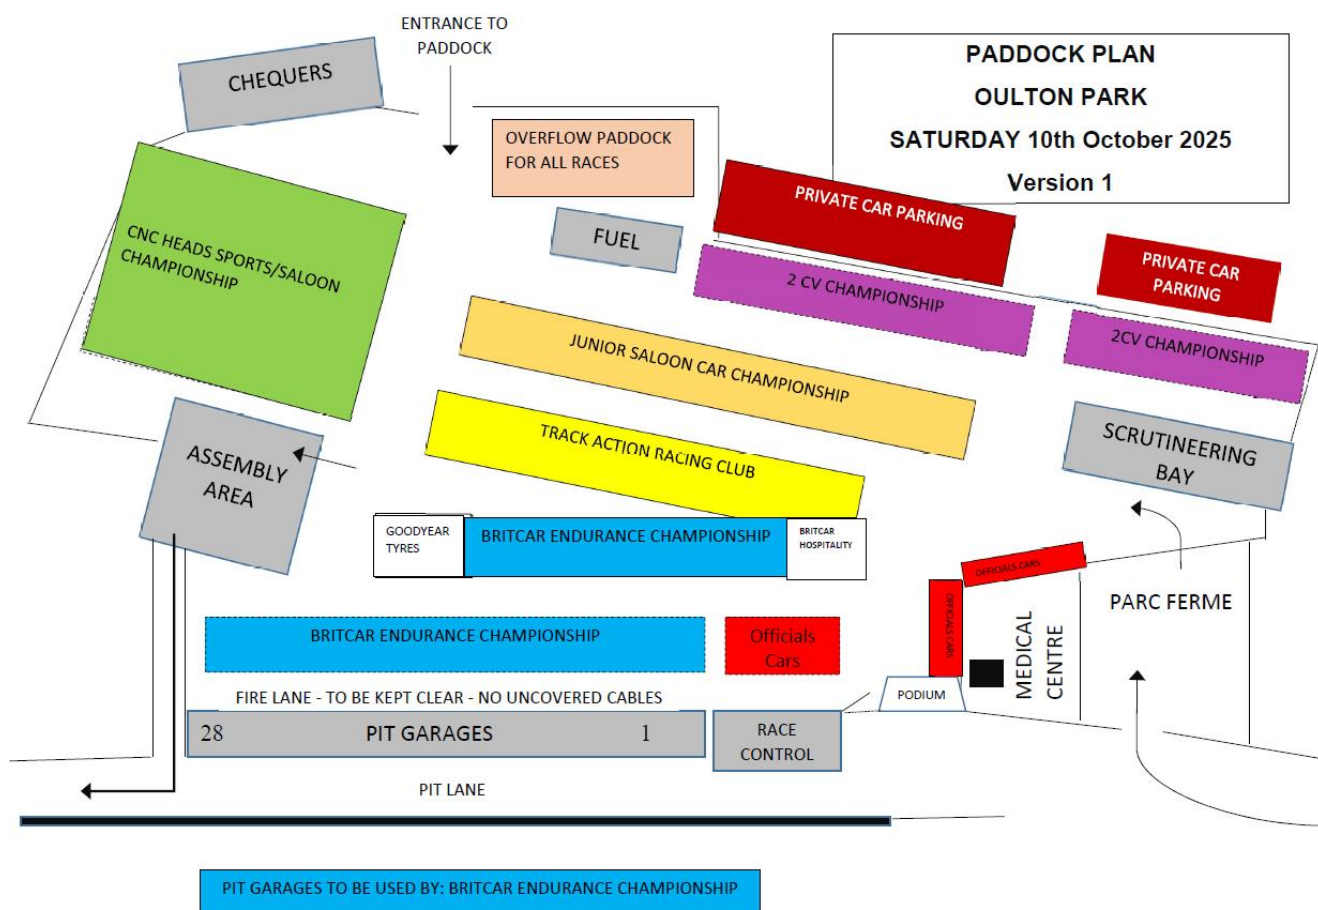 ENTRANCE TO
PADDOCK
PADDOCK PLAN
OULTON PARK
SATURDAY 10th October 2025
Version 1
CHEQUERS
OVERFLOW PADDOCK
FOR ALL RACES
PRIVATE CAR PARKING
FUEL
PRIVATE CAR
PARKING
CNC HEADS SPORTS/SALOON
CHAMPIONSHIP
2 CV CHAMPIONSHIP
2CV CHAMPIONSHIP
JUNIOR SALOON CAR CHAMPIONSHIP
TRACK ACTION RACING CLUB
SCRUTINEERING
BAY
ASSEMBLY
AREA
GOODYEAR
TYRES
BRITCAR ENDURANCE CHAMPIONSHIP
BRITCAR
HOSPITALITY
OFFICIALS CARS
OFFICIALS CARS
PARC FERME
MEDICAL
CENTRE
BRITCAR ENDURANCE CHAMPIONSHIP
Officials
Cars
PODIUM
FIRE LANE - TO BE KEPT CLEAR - NO UNCOVERED CABLES
28
PIT GARAGES
1
RACE
CONTROL
PIT LANE
PIT GARAGES TO BE USED BY: BRITCAR ENDURANCE CHAMPIONSHIP